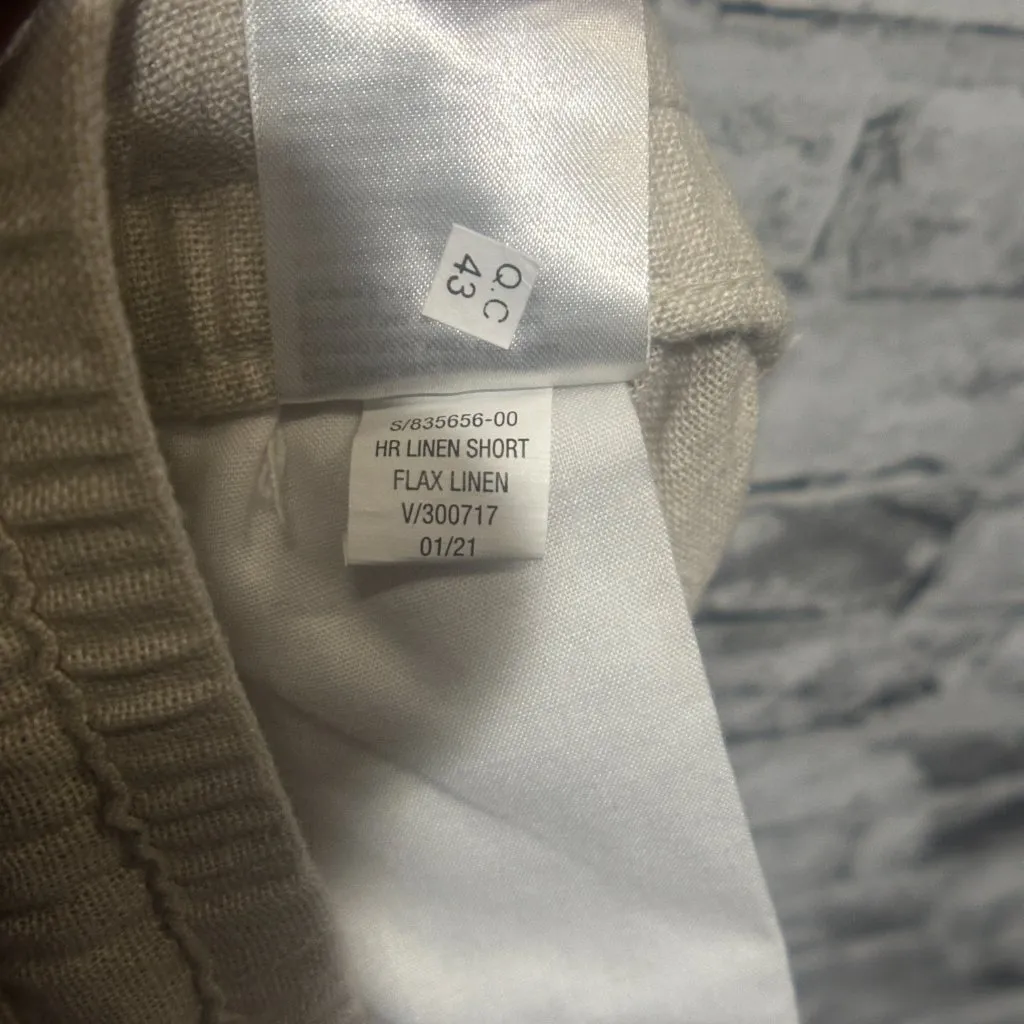 Q.C
43
S/835656-00
HR LINEN SHORT
FLAX LINEN
V/300717
01/21